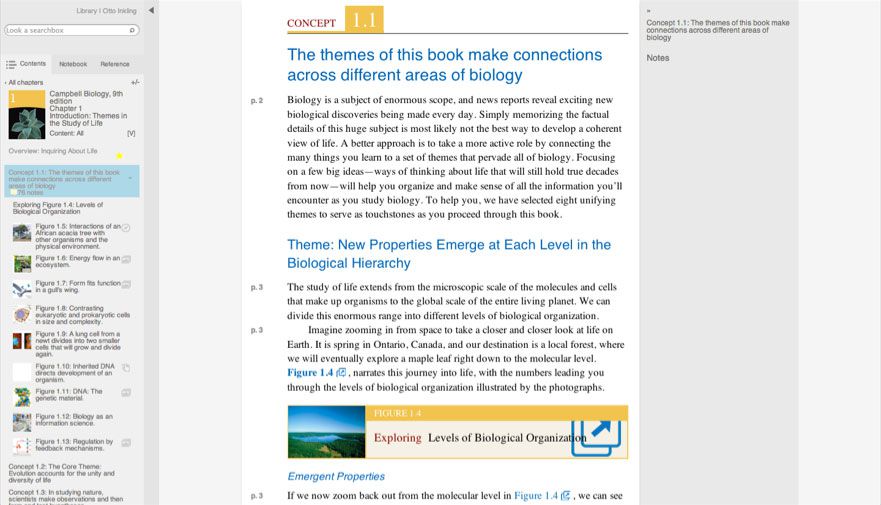 Library | Otto Inkling
Look a searchbox
Contents
Notebook
Reference
‹ All chapters
+/-
1
Campbell Biology, 9th
edition
Chapter 1
Introduction: Themes in
the Study of Life
Content: All
[V]
Overview: Inquiring About Life
Concept 1.1: The themes of this book
make connections across different
areas of biology
76 notes
Exploring Figure 1.4: Levels of
Biological Organization
Figure 1.5: Interactions of an
African acacia tree with
other organisms and the
physical environment.
Figure 1.6: Energy flow in an
ecosystem.
Figure 1.7: Form fits function
in a gull's wing.
Figure 1.8: Contrasting
eukaryotic and prokaryotic cells
in size and complexity.
Figure 1.9: A lung cell from a
newt divides into two smaller
cells that will grow and divide
again.
Figure 1.10: Inherited DNA
directs development of an
organism.
Figure 1.11: DNA: The
genetic material.
Figure 1.12: Biology as an
information science.
Figure 1.13: Regulation by
feedback mechanisms.
Concept 1.2: The Core Theme:
Evolution accounts for the unity and
diversity of life
Concept 1.3: In studying nature,
scientists make observations and then
CONCEPT 1.1
The themes of this book make connections
across different areas of biology
p. 2
Biology is a subject of enormous scope, and news reports reveal exciting new
biological discoveries being made every day. Simply memorizing the factual
details of this huge subject is most likely not the best way to develop a coherent
view of life. A better approach is to take a more active role by connecting the
many things you learn to a set of themes that pervade all of biology. Focusing
on a few big ideas—ways of thinking about life that will still hold true decades
from now—will help you organize and make sense of all the information you'll
encounter as you study biology. To help you, we have selected eight unifying
themes to serve as touchstones as you proceed through this book.
Theme: New Properties Emerge at Each Level in the
Biological Hierarchy
p. 3
The study of life extends from the microscopic scale of the molecules and cells
that make up organisms to the global scale of the entire living planet. We can
divide this enormous range into different levels of biological organization.
p. 3
Imagine zooming in from space to take a closer and closer look at life on
Earth. It is spring in Ontario, Canada, and our destination is a local forest, where
we will eventually explore a maple leaf right down to the molecular level.
Figure 1.4 , narrates this journey into life, with the numbers leading you
through the levels of biological organization illustrated by the photographs.
FIGURE 1.4
Exploring Levels of Biological Organization
Emergent Properties
p. 3
If we now zoom back out from the molecular level in Figure 1.4 , we can see
»
Concept 1.1: The themes of this book make
connections across different areas of
biology
Notes